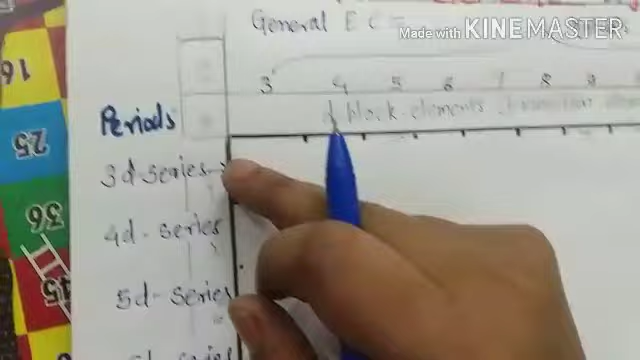 General E C
Made with KINEMASTER
3 4 5 6 7 8 9
d block elements
Periods
3d-series
4d-series
5d-series
16
25
36